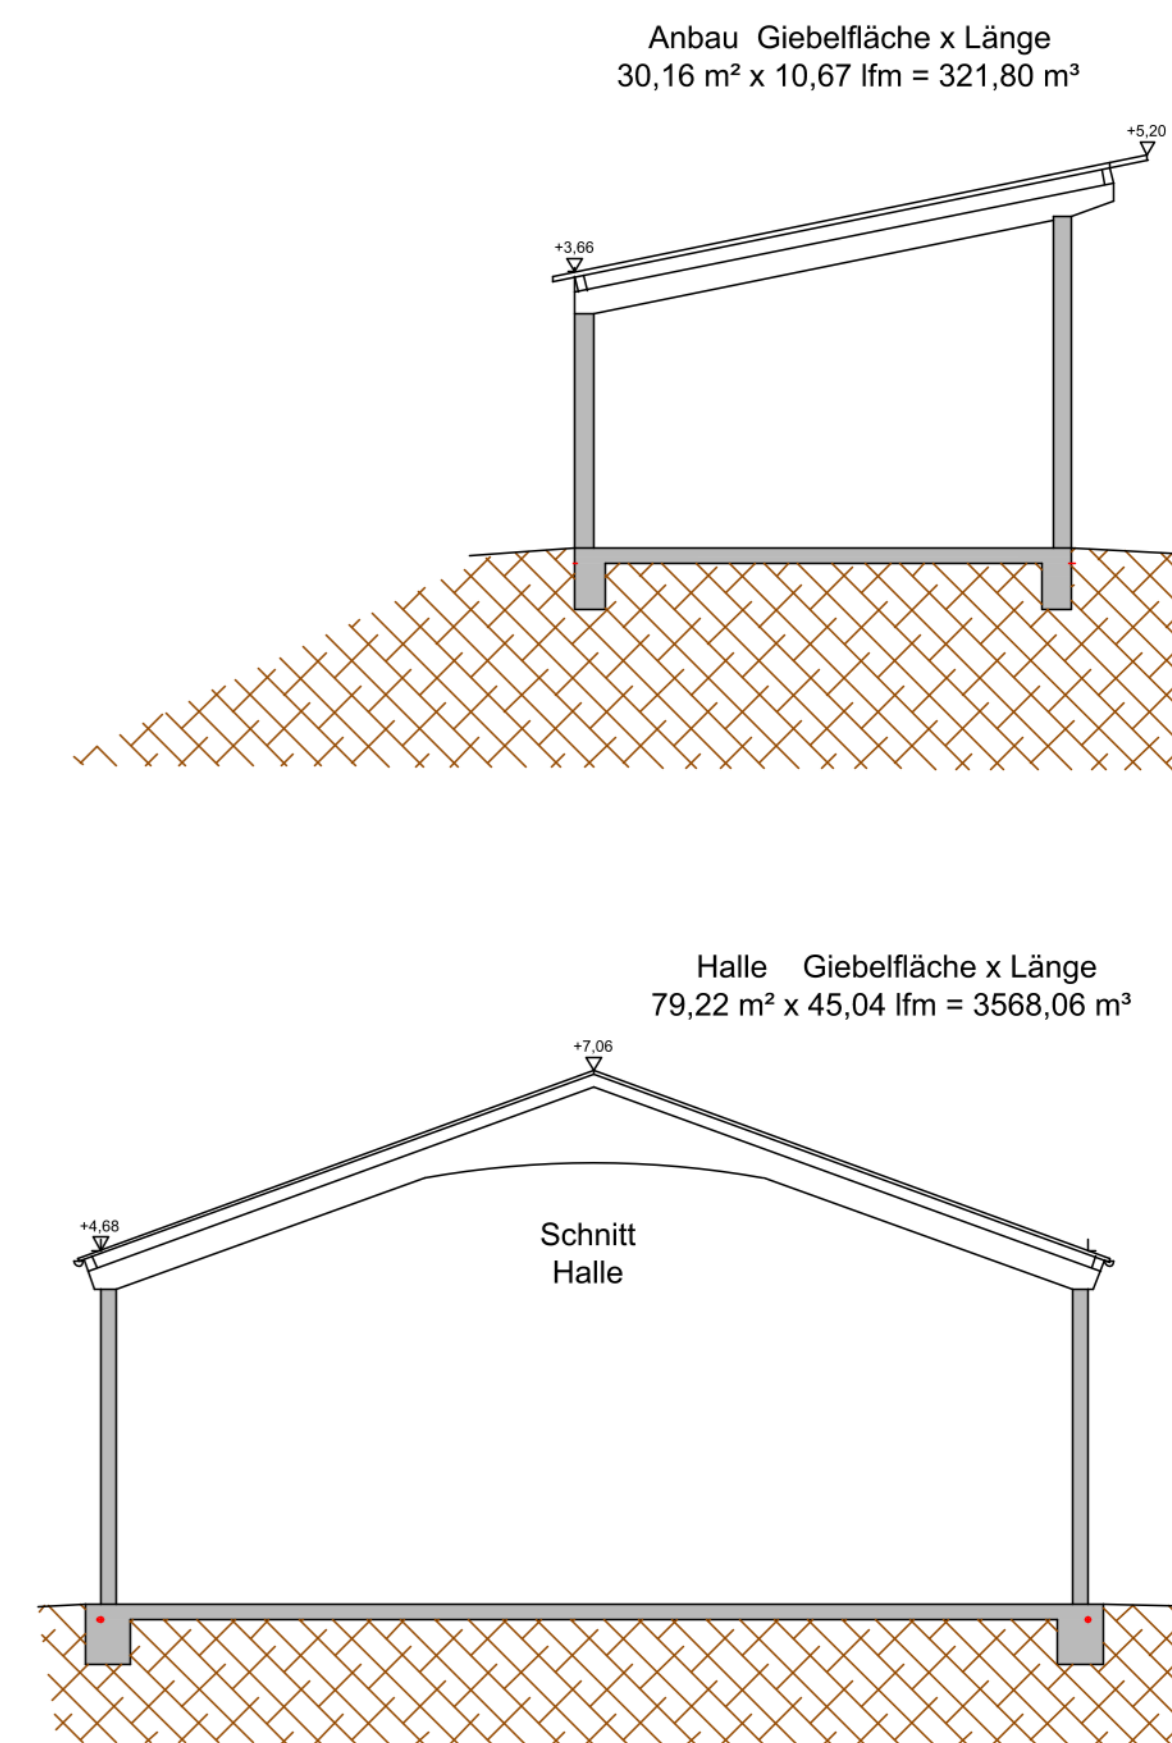 Anbau Giebelfläche x Länge
30,16 m² x 10,67 lfm = 321,80 m³
+5,20
+3,66
Halle Giebelfläche x Länge
79,22 m² x 45,04 lfm = 3568,06 m³
+7,06
+4,68
Schnitt
Halle